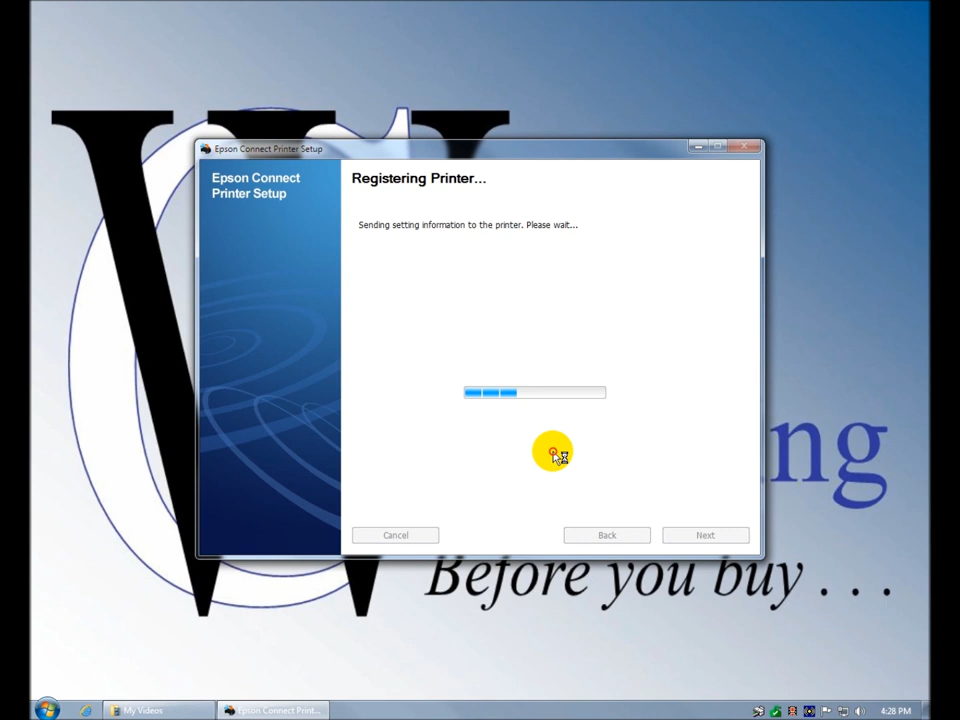 W
Epson Connect Printer Setup
Epson Connect
Printer Setup
Registering Printer...
Sending setting information to the printer. Please wait...
Cancel
Back
Next
ng
Before you buy . . .
My Videos
Epson Connect Print...
4:28 PM